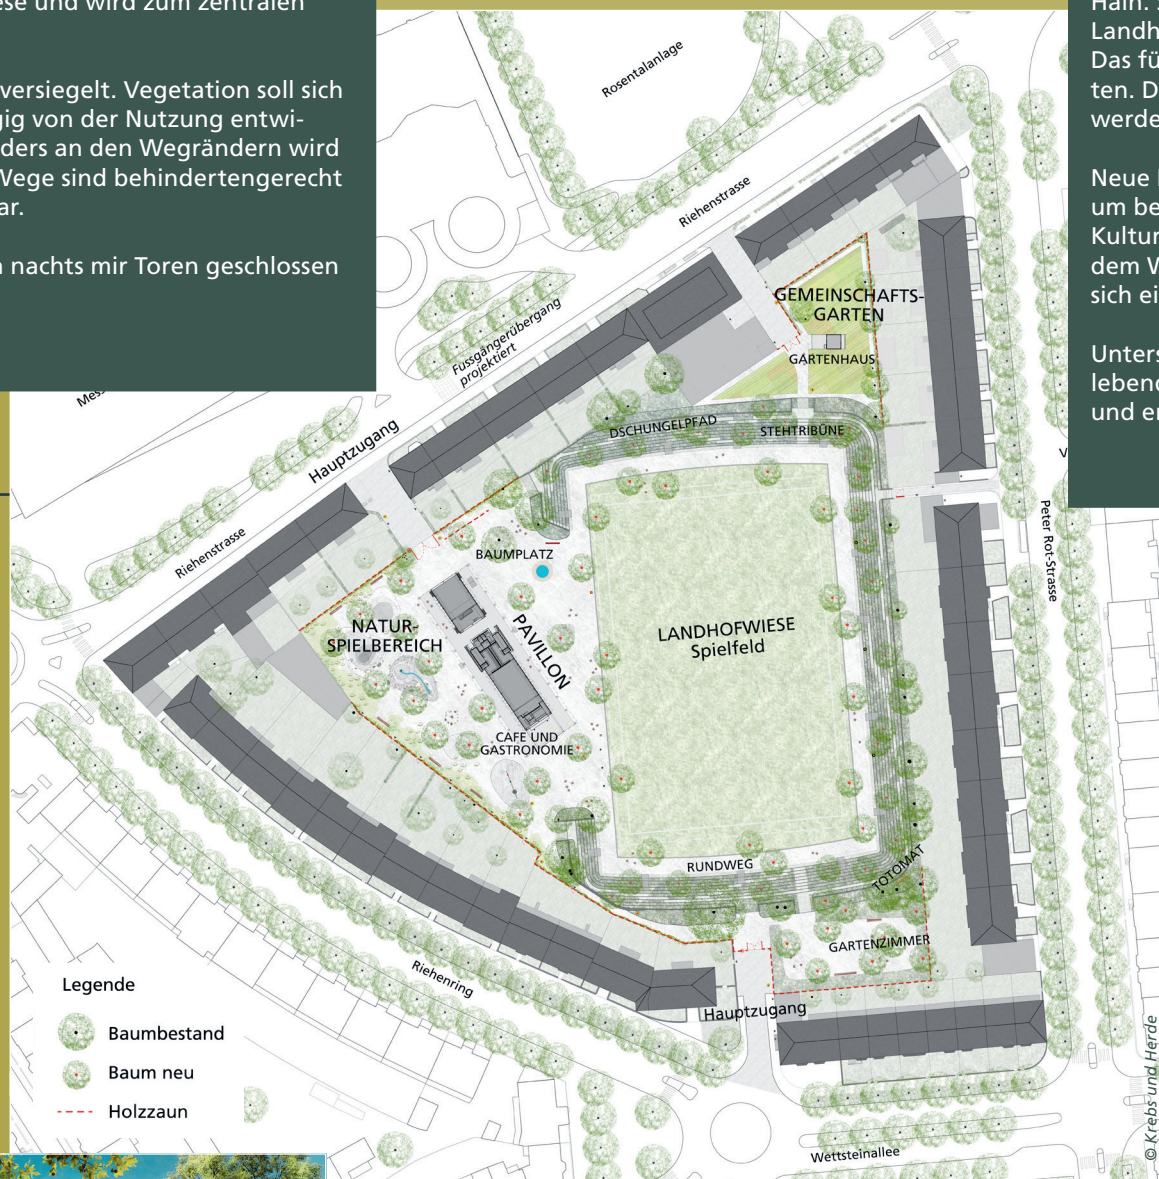 ese und wird zum zentralen
versiegelt. Vegetation soll sich
gig von der Nutzung entwi-
ders an den Wegrändern wird
Wege sind behindertengerecht
ar.
n nachts mir Toren geschlossen
Landh
Das fü
ten. D
werde
Neue
um be
Kultur
dem W
sich ei
Unters
lebend
und er
Rosentalanlage
Riehenstrasse
Fussgängerübergang
projektiert
Mes
Hauptzugang
Riehenstrasse
GEMEINSCHAFTS-
GARTEN
GARTENHAUS
DSCHUNGELPFAD
STEHTRIBÜNE
V
Peter Rot-Strasse
BAUMPLATZ
NATUR-
SPIELBEREICH
PAVILLON
LANDHOFWIESE
Spielfeld
CAFE UND
GASTRONOMIE
RUNDWEG
TOTOMAT
GARTENZIMMER
Riehenring
Hauptzugang
Wettsteinallee
Legende
Baumbestand
Baum neu
Holzzaun
© Krebs und Herde